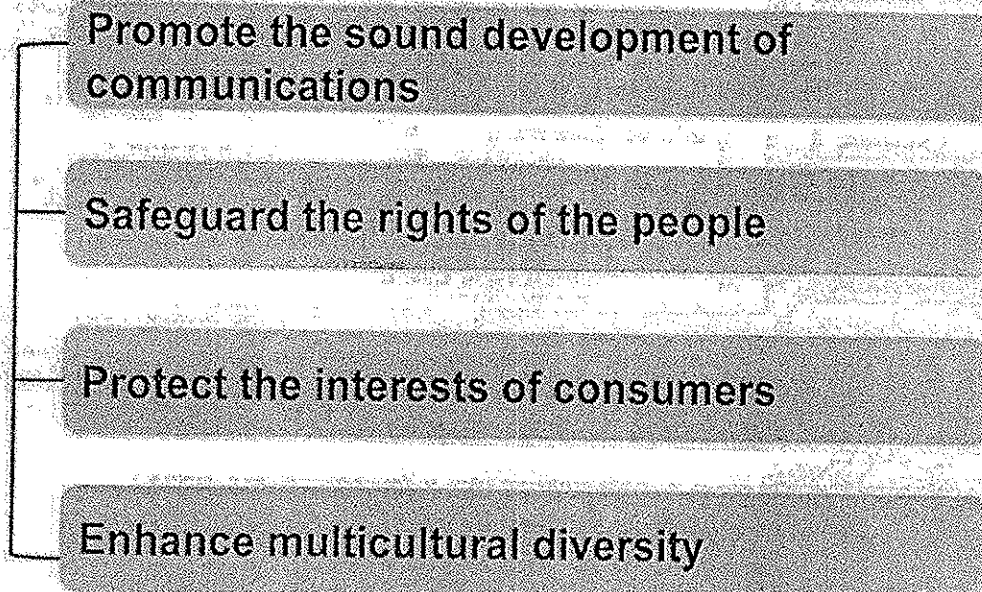 Promote the sound development of
communications
Safeguard the rights of the people
Protect the interests of consumers
Enhance multicultural diversity